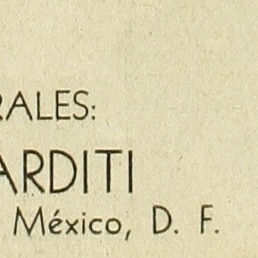 RALES:
ARDITI
México, D. F.